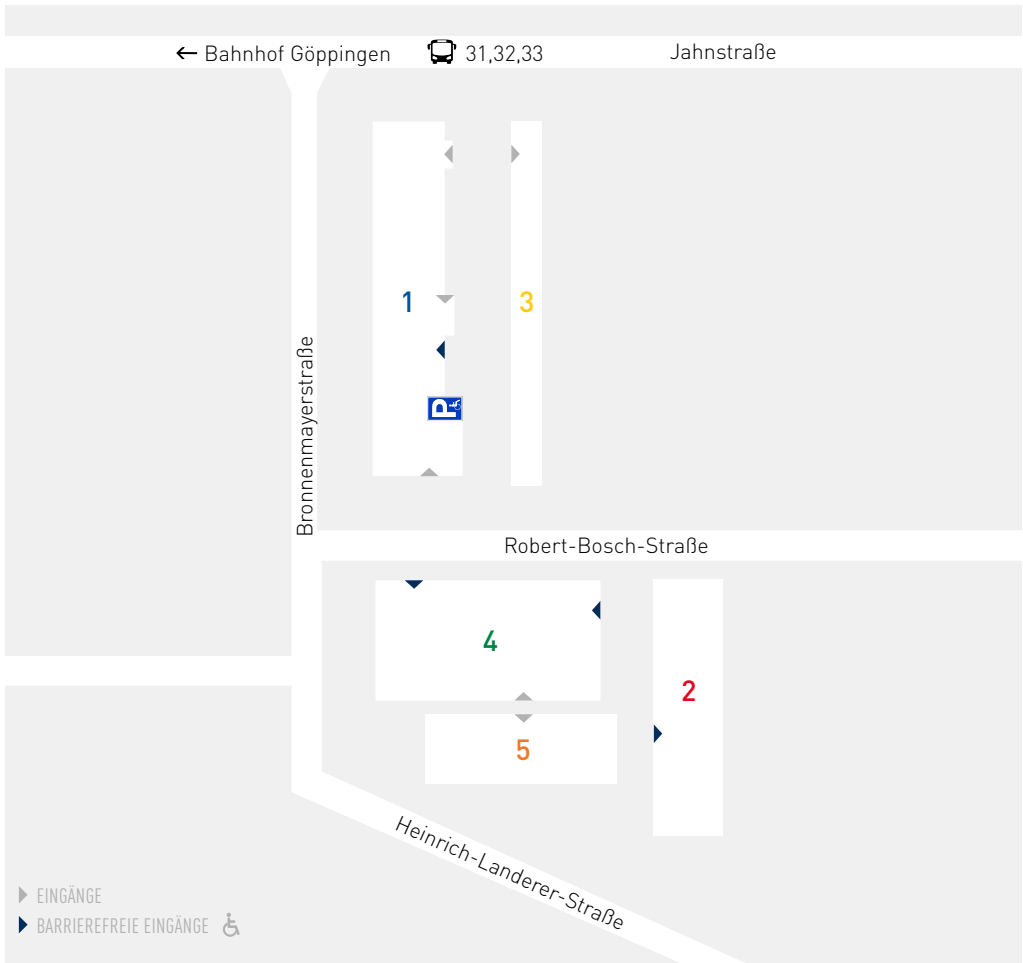 ← Bahnhof Göppingen
31,32,33
Jahnstraße
1
3
P
Bronnenmayerstraße
Robert-Bosch-Straße
4
2
5
Heinrich-Landerer-Straße
EINGÄNGE
BARRIEREFREIE EINGÄNGE